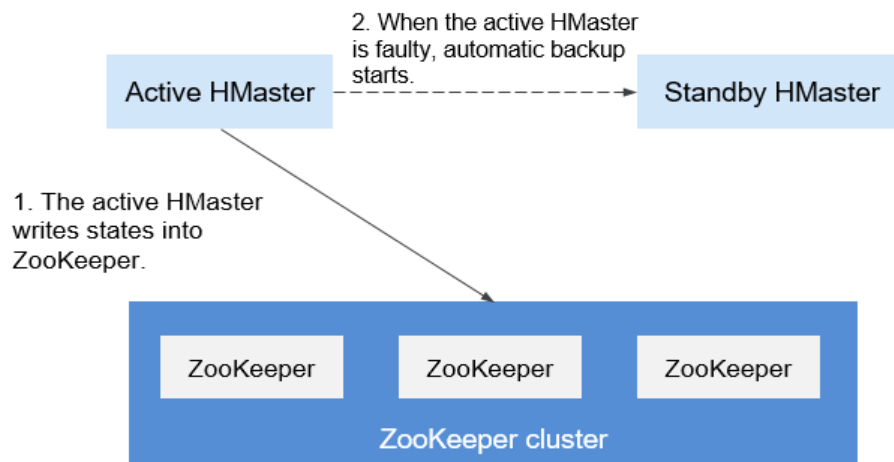 2. When the active HMaster
is faulty, automatic backup
starts.
Active HMaster
Standby HMaster
1. The active HMaster
writes states into
ZooKeeper.
ZooKeeper
ZooKeeper
ZooKeeper
ZooKeeper cluster